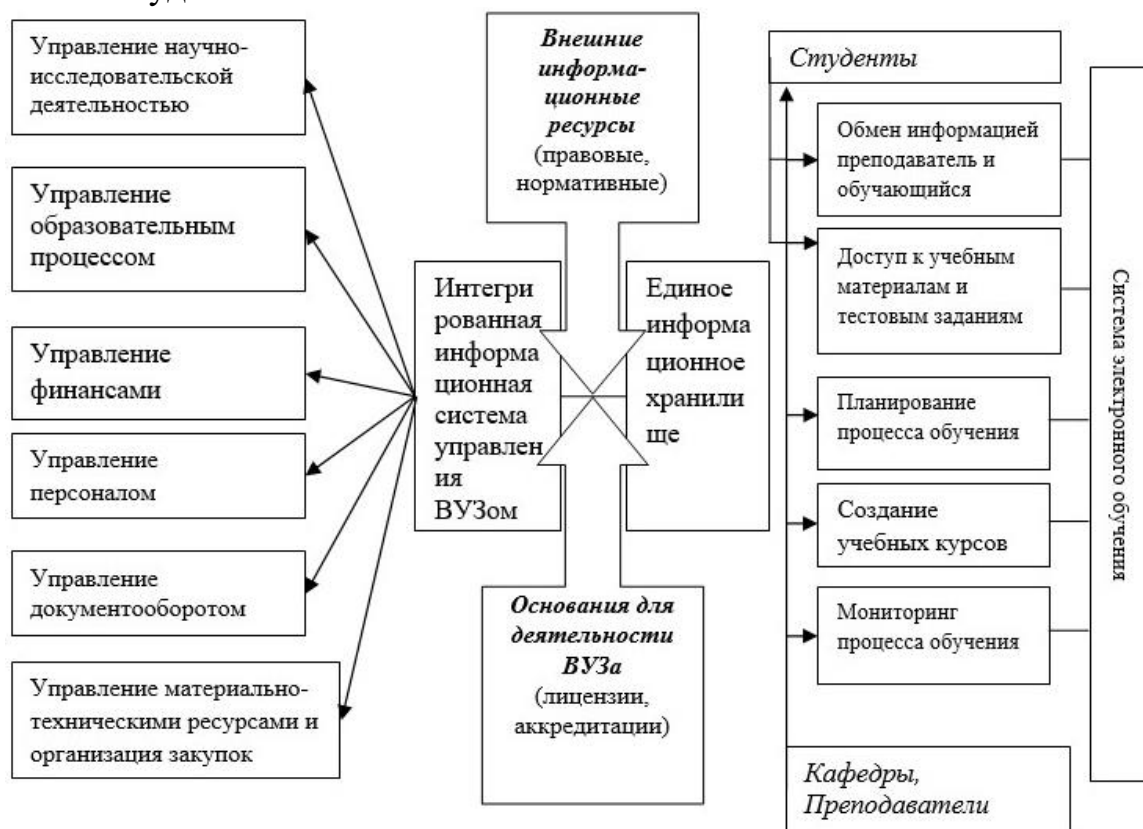 Управление научно-
исследовательской
деятельностью
Управление
образовательным
процессом
Управление
финансами
Управление
персоналом
Управление
документооборотом
Управление материально-
техническими ресурсами и
организация закупок
Внешние
информа-
ционные
ресурсы
(правовые,
нормативные)
Интегри
рованная
информа
ционная
система
управлен
ия
ВУЗом
Единое
информа
ционное
хранили
ще
Основания для
деятельности
ВУЗа
(лицензии,
аккредитации)
Студенты
Обмен информацией
преподаватель и
обучающийся
Доступ к учебным
материалам и
тестовым заданиям
Планирование
процесса обучения
Создание
учебных курсов
Мониторинг
процесса обучения
Кафедры,
Преподаватели
Система электронного обучения